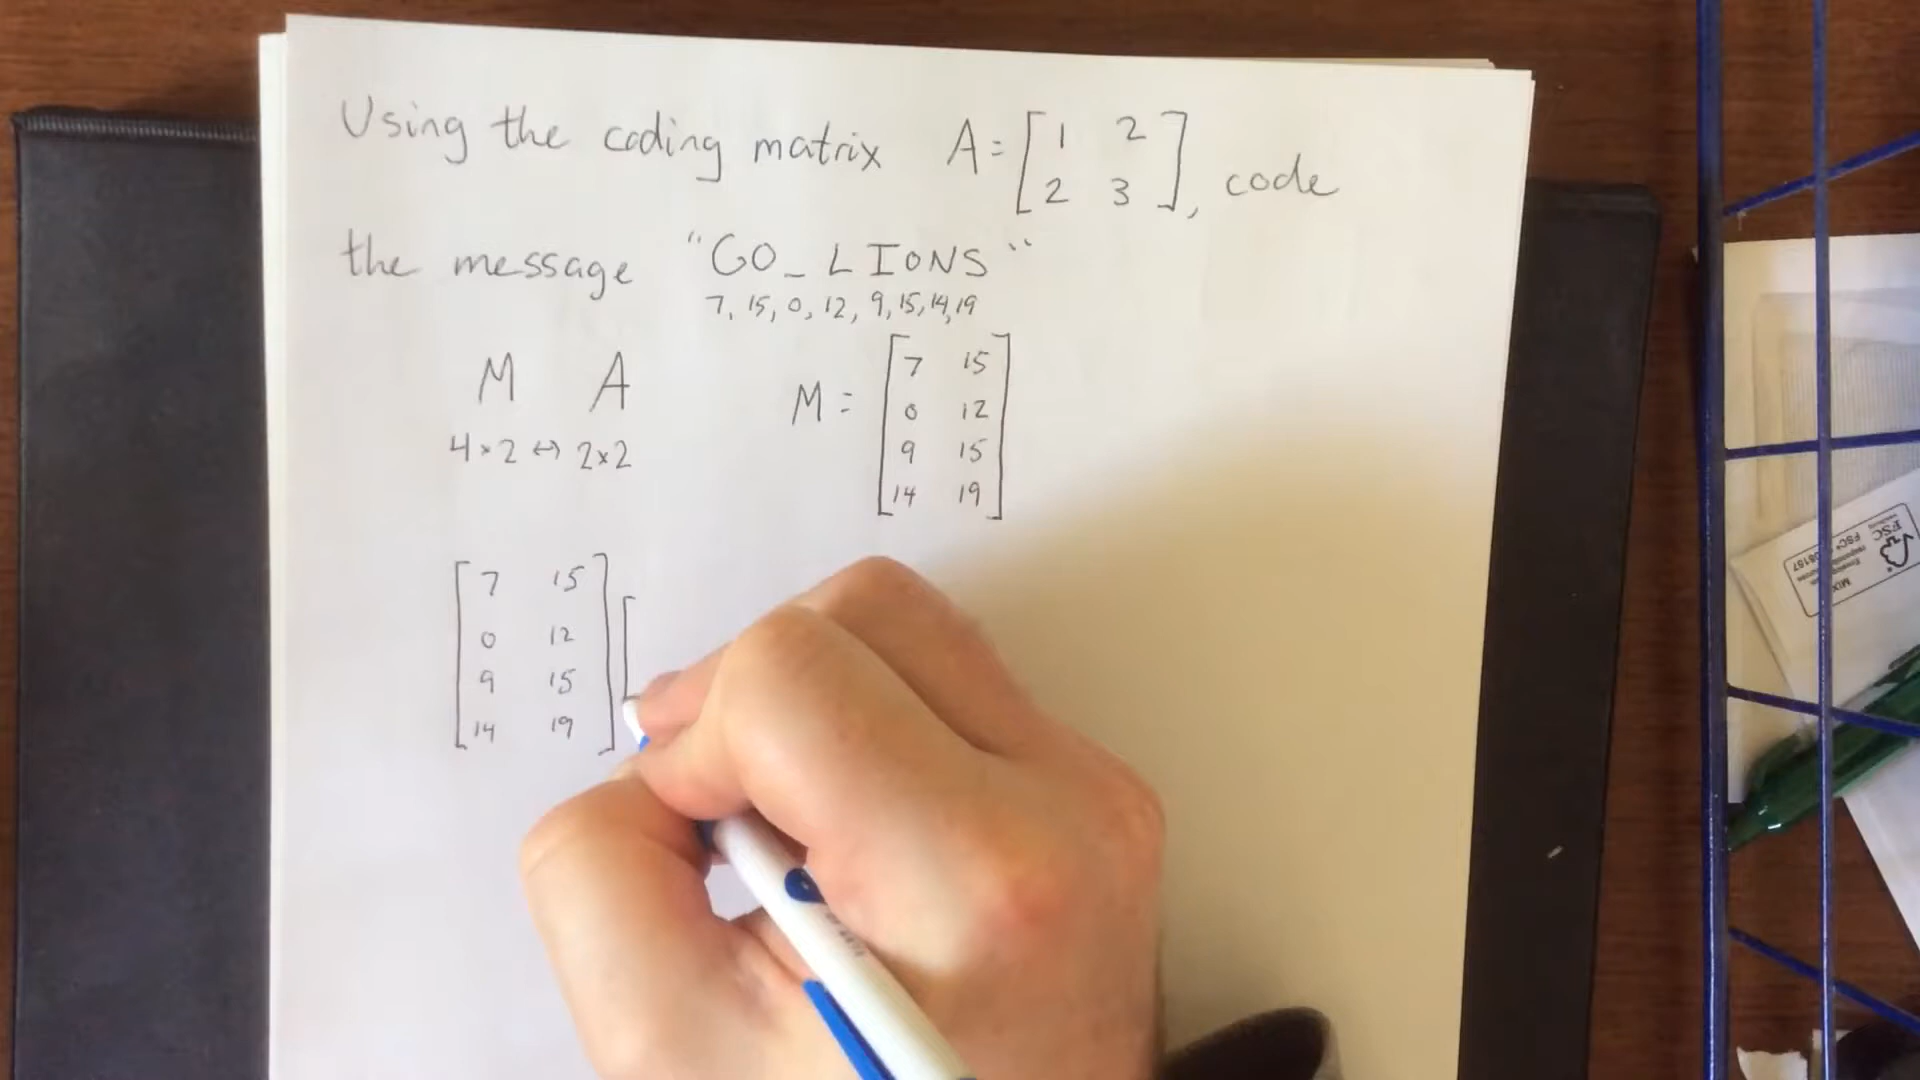 Using the coding matrix A = [1 2
2 3], code
the message "GO_LIONS"
7, 15, 0, 12, 9, 15, 14, 19
M A
4×2 ↔ 2×2
M = [7 15
0 12
9 15
14 19]
[7 15
0 12
9 15
14 19] [
MIX
FSC